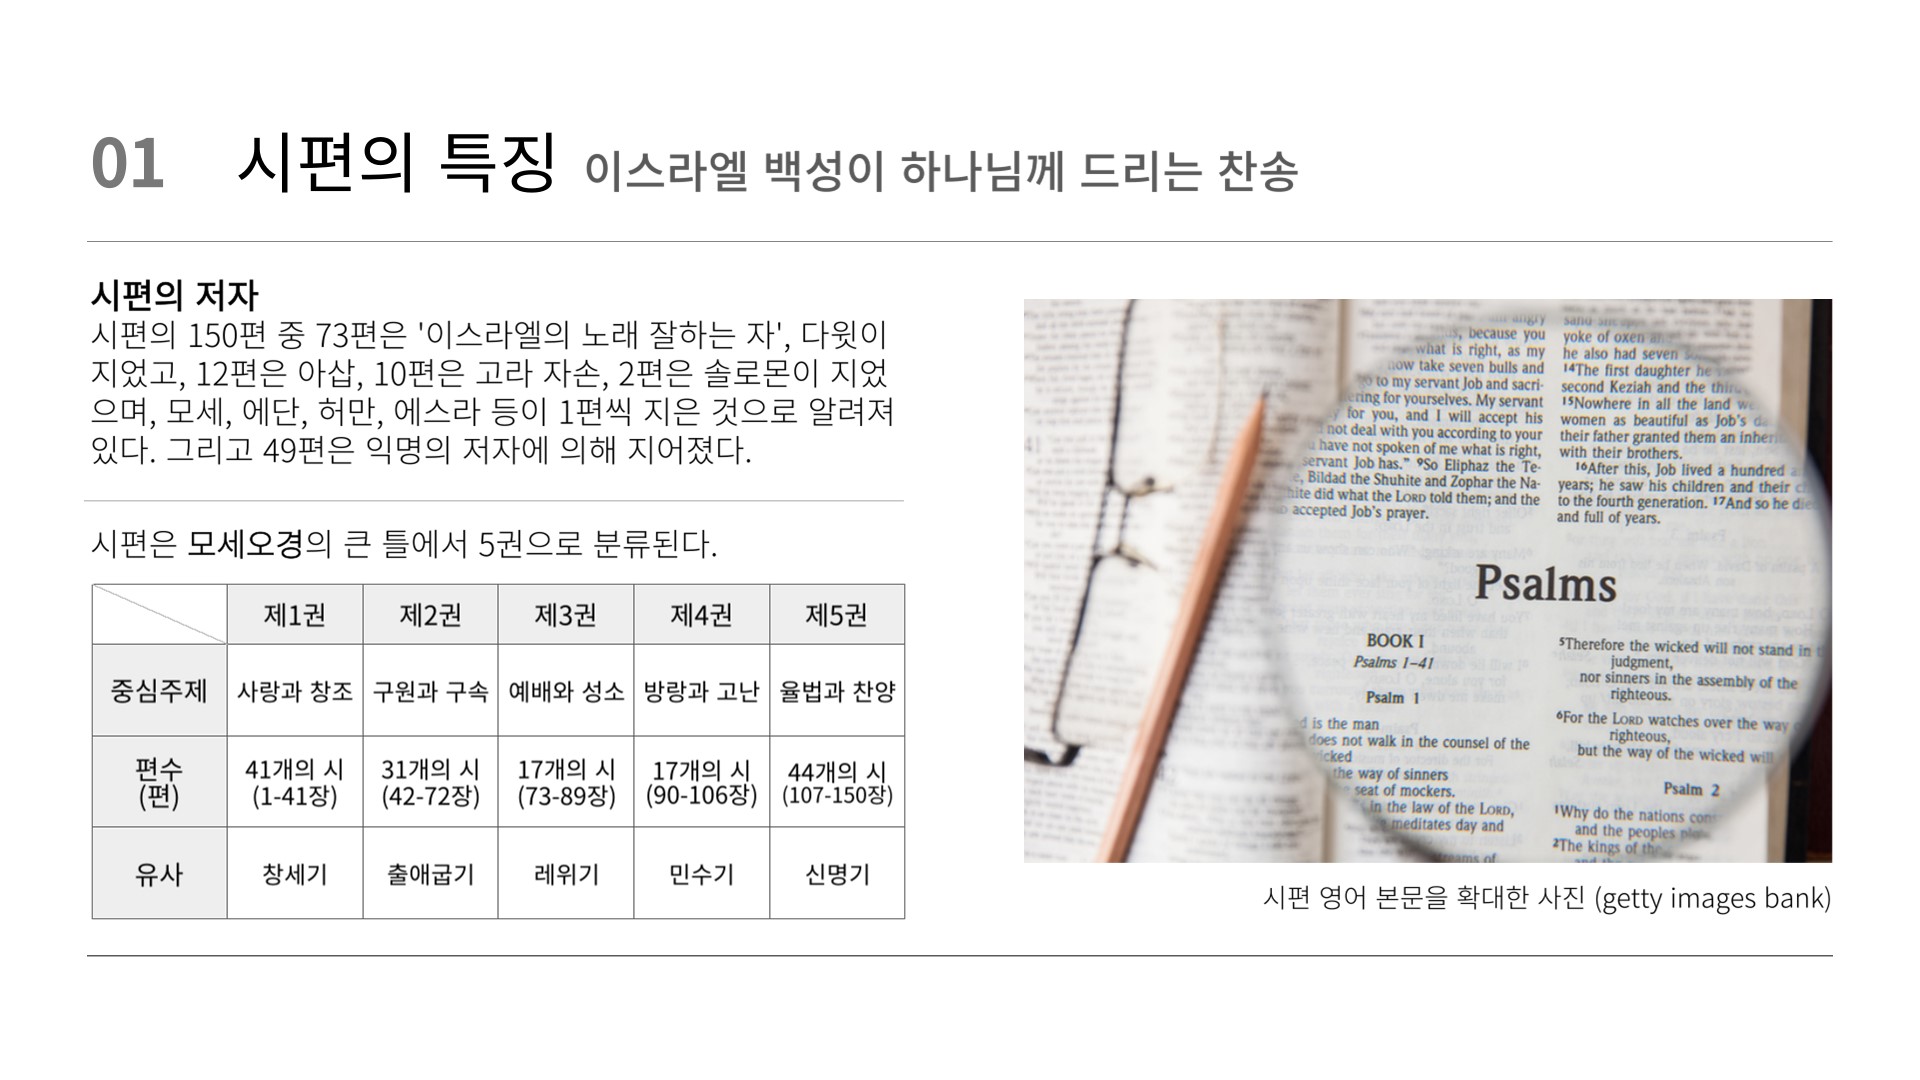 01 시편의 특징 이스라엘 백성이 하나님께 드리는 찬송
시편의 저자
시편의 150편 중 73편은 '이스라엘의 노래 잘하는 자', 다윗이
지었고, 12편은 아삽, 10편은 고라 자손, 2편은 솔로몬이 지었
으며, 모세, 에단, 허만, 에스라 등이 1편씩 지은 것으로 알려져
있다. 그리고 49편은 익명의 저자에 의해 지어졌다.
시편은 모세오경의 큰 틀에서 5권으로 분류된다.
제1권 제2권 제3권 제4권 제5권
중심주제 사랑과 창조 구원과 구속 예배와 성소 방랑과 고난 율법과 찬양
편수 41개의 시 31개의 시 17개의 시 17개의 시 44개의 시
(편) (1-41장) (42-72장) (73-89장) (90-106장) (107-150장)
유사 창세기 출애굽기 레위기 민수기 신명기
because you
what is right, as my
now take seven bulls and
to my servant Job and sacri-
for yourselves. My servant
for you, and I will accept his
not deal with you according to your
have not spoken of me what is right,
servant Job has." 9So Eliphaz the Te-
Bildad the Shuhite and Zophar the Na-
did what the LORD told them; and the
accepted Job's prayer.
yoke of oxen
he also had seven
14The first daughter he
second Keziah and the
15Nowhere in all the land
women as beautiful as Job's
their father granted them an
with their brothers.
16After this, Job lived a hundred
years; he saw his children and their
to the fourth generation. 17And so he
and full of years.
Psalms
BOOK I
Psalms 1–41
Psalm 1
is the man
does not walk in the counsel of the
the way of sinners
seat of mockers.
in the law of the LORD,
meditates day and
5Therefore the wicked will not stand in
judgment,
nor sinners in the assembly of the
righteous.
6For the LORD watches over the way
righteous,
but the way of the wicked will
Psalm 2
1Why do the nations
and the peoples
2The kings of the
시편 영어 본문을 확대한 사진 (getty images bank)